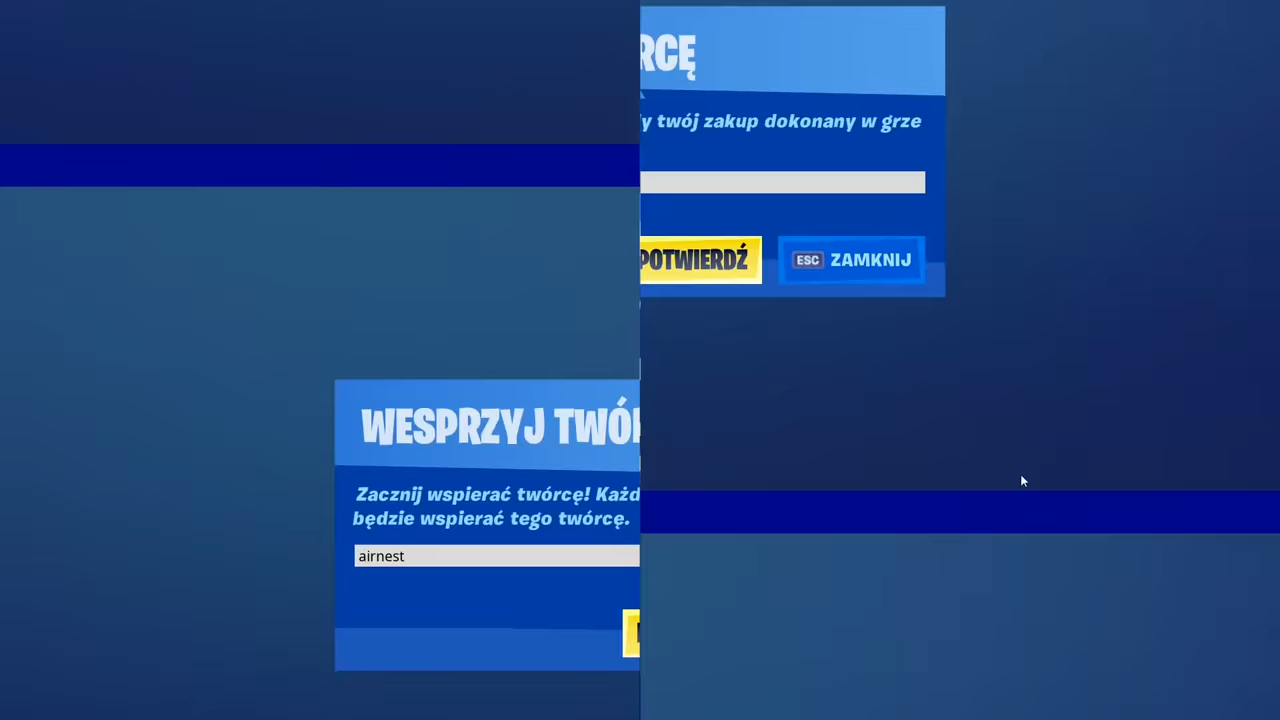 WESPRZYJ TWÓ
Zacznij wspierać twórcę! Każd
będzie wspierać tego twórcę.
airnest
RCĘ
y twój zakup dokonany w grze
POTWIERDŹ
ESC ZAMKNIJ